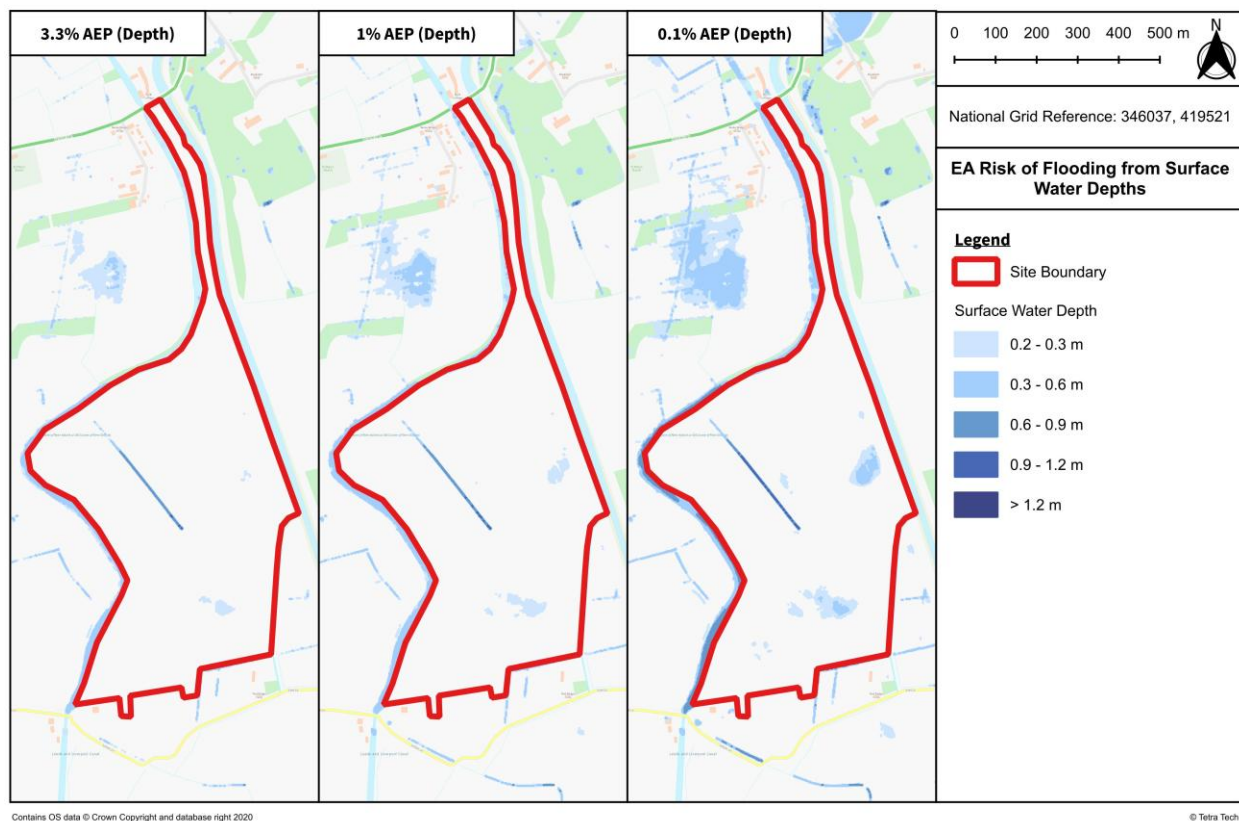 3.3% AEP (Depth)
1% AEP (Depth)
0.1% AEP (Depth)
0 100 200 300 400 500 m
N
National Grid Reference: 346037, 419521
EA Risk of Flooding from Surface
Water Depths
Legend
Site Boundary
Surface Water Depth
0.2 - 0.3 m
0.3 - 0.6 m
0.6 - 0.9 m
0.9 - 1.2 m
> 1.2 m
Contains OS data © Crown Copyright and database right 2020
© Tetra Tech